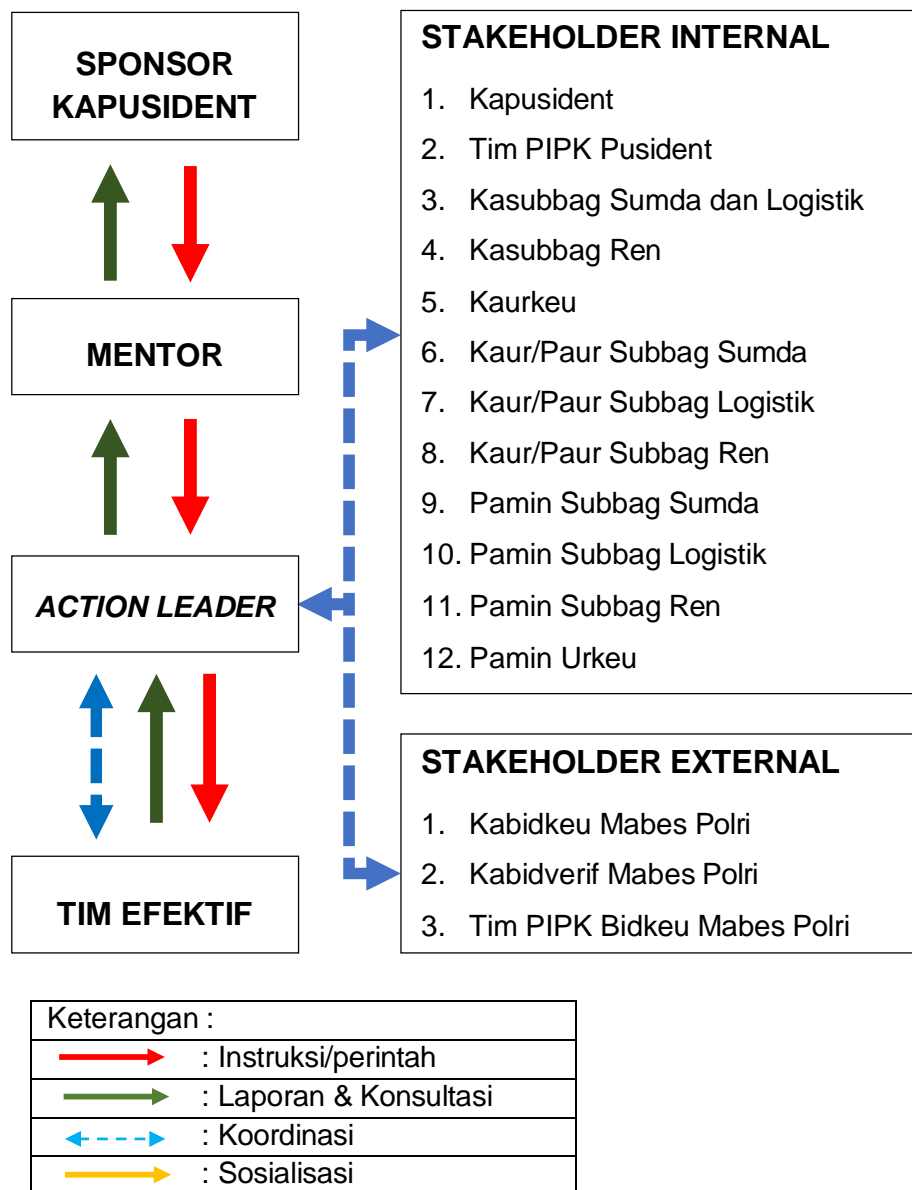 SPONSOR
KAPUSIDENT
MENTOR
ACTION LEADER
TIM EFEKTIF
STAKEHOLDER INTERNAL
1. Kapusident
2. Tim PIPK Pusident
3. Kasubbag Sumda dan Logistik
4. Kasubbag Ren
5. Kaurkeu
6. Kaur/Paur Subbag Sumda
7. Kaur/Paur Subbag Logistik
8. Kaur/Paur Subbag Ren
9. Pamin Subbag Sumda
10. Pamin Subbag Logistik
11. Pamin Subbag Ren
12. Pamin Urkeu
STAKEHOLDER EXTERNAL
1. Kabidkeu Mabes Polri
2. Kabidverif Mabes Polri
3. Tim PIPK Bidkeu Mabes Polri
Keterangan :
: Instruksi/perintah
: Laporan & Konsultasi
: Koordinasi
: Sosialisasi